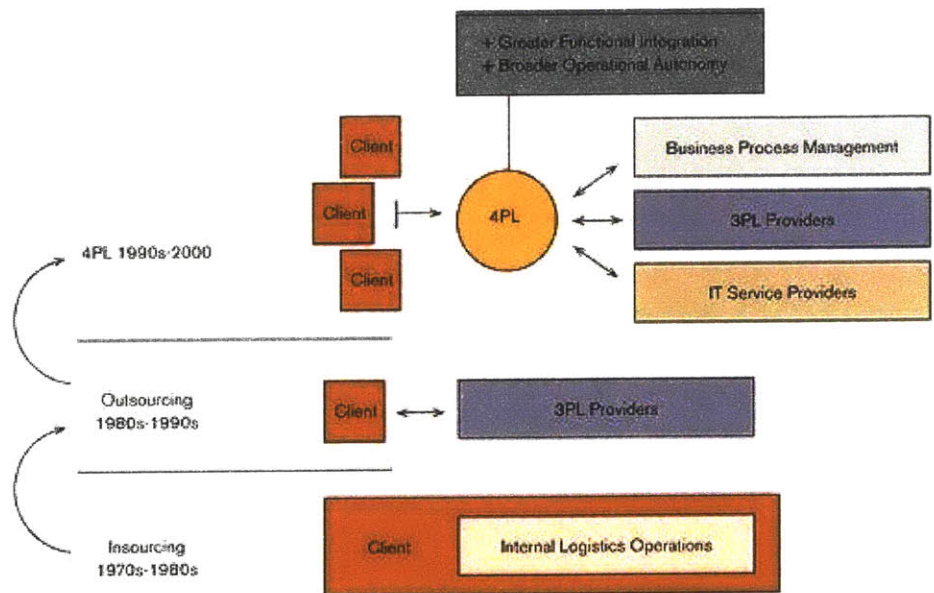 + Greater Functional Integration
+ Broader Operational Autonomy
Client
Client
Client
4PL
Business Process Management
3PL Providers
IT Service Providers
4PL 1990s-2000
Outsourcing
1980s-1990s
Client
3PL Providers
Insourcing
1970s-1980s
Client
Internal Logistics Operations